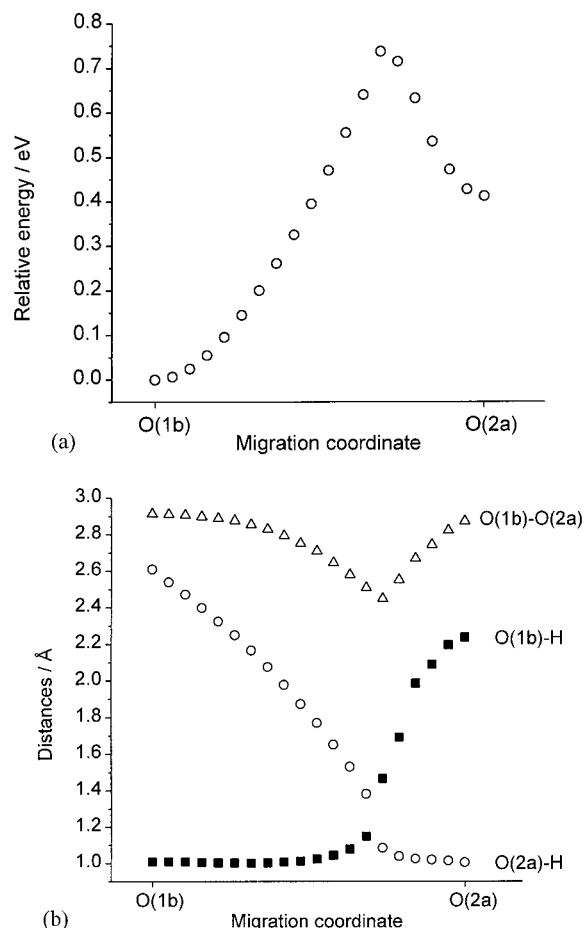 0.8
0.7
0.6
0.5
0.4
0.3
0.2
0.1
0.0
Relative energy / eV
O(1b)
O(2a)
(a)
Migration coordinate
3.0
2.8
2.6
2.4
2.2
2.0
1.8
1.6
1.4
1.2
1.0
Distances / Å
O(1b)-O(2a)
O(1b)-H
O(2a)-H
O(1b)
O(2a)
(b)
Migration coordinate